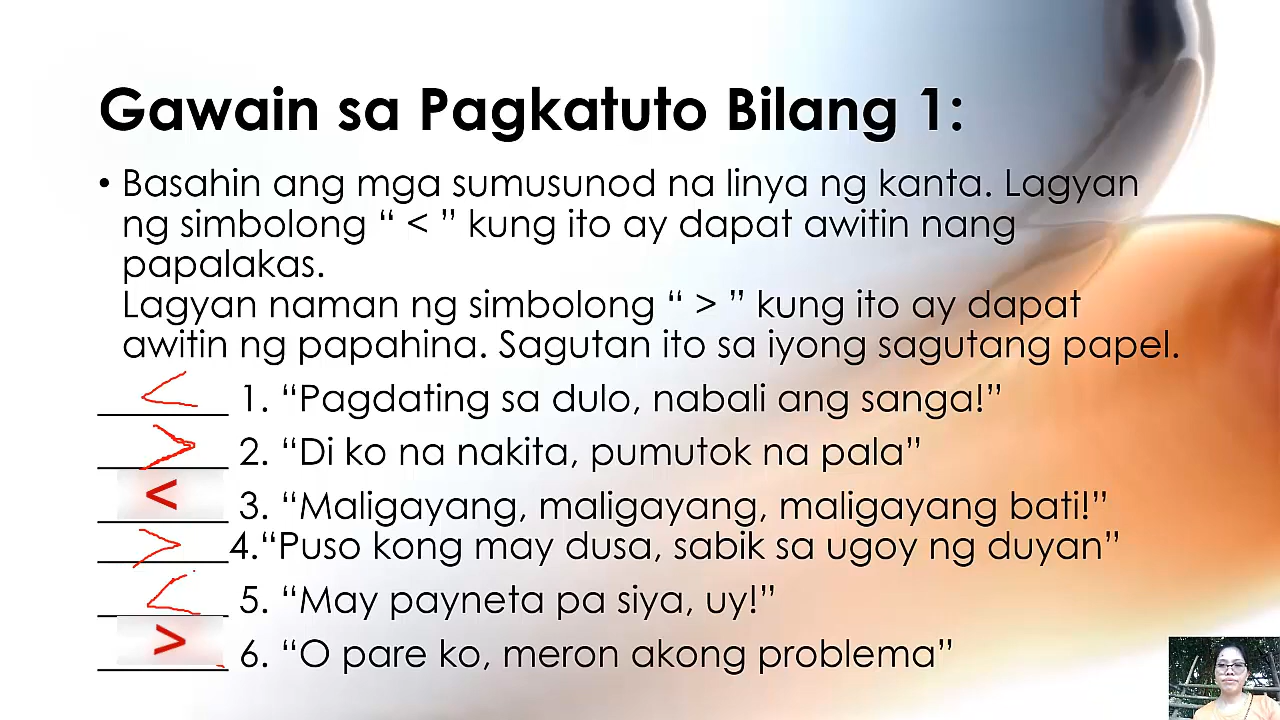 Gawain sa Pagkatuto Bilang 1:
• Basahin ang mga sumusunod na linya ng kanta. Lagyan
ng simbolong “ < ” kung ito ay dapat awitin nang
papalakas.
Lagyan naman ng simbolong “ > ” kung ito ay dapat
awitin ng papahina. Sagutan ito sa iyong sagutang papel.
< 1. “Pagdating sa dulo, nabali ang sanga!”
> 2. “Di ko na nakita, pumutok na pala”
< 3. “Maligayang, maligayang, maligayang bati!”
> 4.“Puso kong may dusa, sabik sa ugoy ng duyan”
< 5. “May payneta pa siya, uy!”
> 6. “O pare ko, meron akong problema”